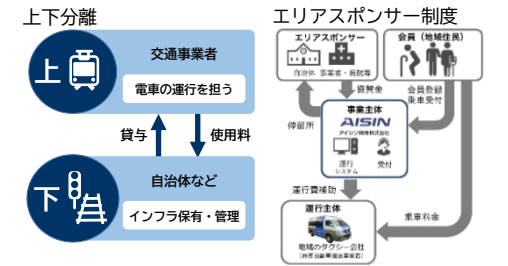 上下分離
上
交通事業者
電車の運行を担う
貸与
使用料
下
自治体など
インフラ保有・管理
エリアスポンサー制度
エリアスポンサー
自治体 事業者・病院等
会員（地域住民）
協賛金
会員登録
乗車受付
停留所
事業主体
AISIN
アイシン精機株式会社
運行
システム
受付
運行費補助
運行主体
地域のタクシー会社
乗車料金